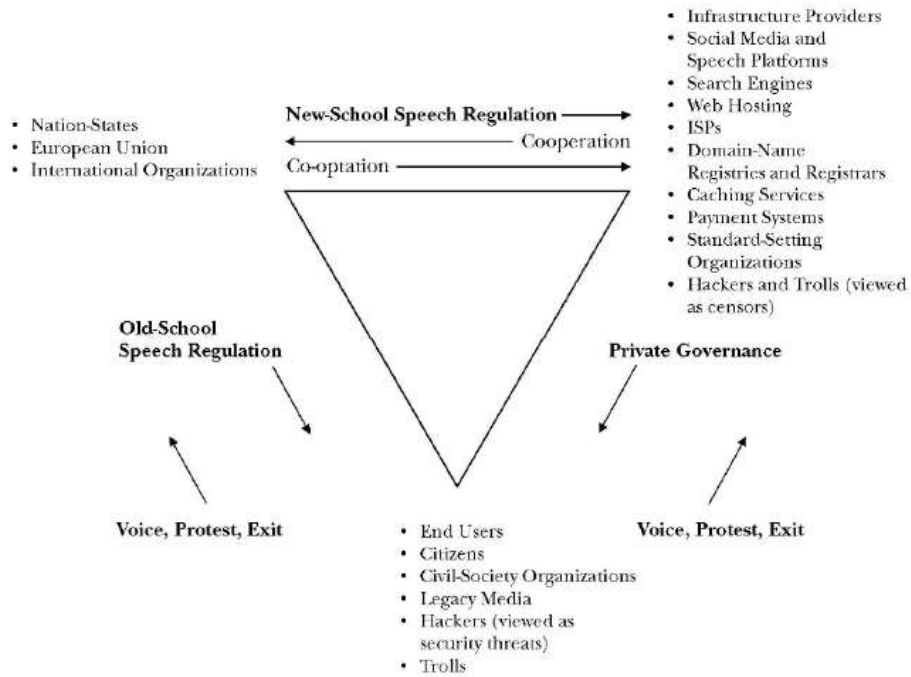 • Infrastructure Providers
• Social Media and
Speech Platforms
• Search Engines
• Web Hosting
• ISPs
• Domain-Name
Registries and Registrars
• Caching Services
• Payment Systems
• Standard-Setting
Organizations
• Hackers and Trolls (viewed
as censors)
• Nation-States
• European Union
• International Organizations
New-School Speech Regulation
Cooperation
Co-optation
Old-School
Speech Regulation
Private Governance
Voice, Protest, Exit
Voice, Protest, Exit
• End Users
• Citizens
• Civil-Society Organizations
• Legacy Media
• Hackers (viewed as
security threats)
• Trolls